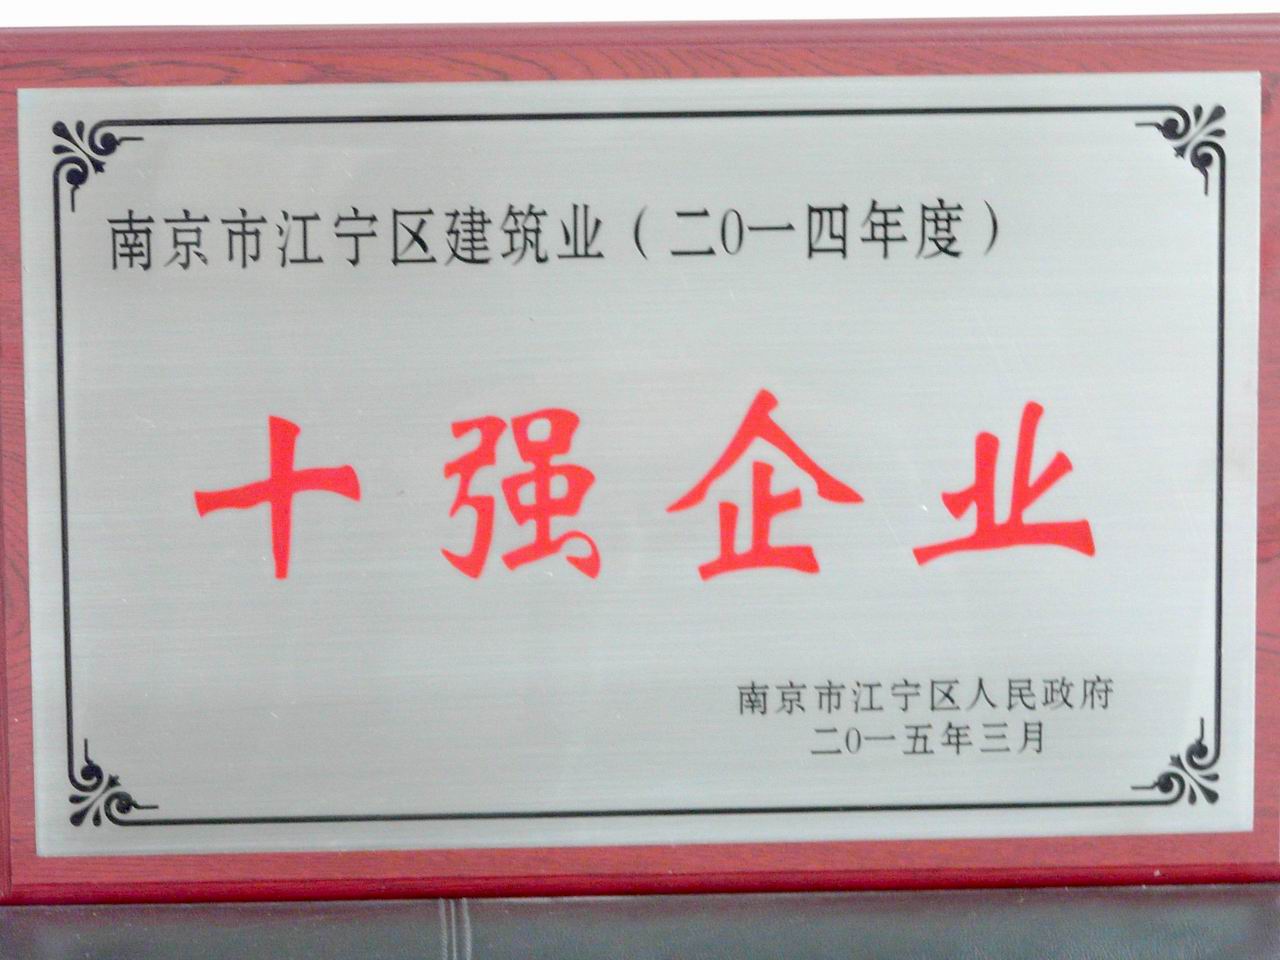 南京市江宁区建筑业（二0一四年度）
十强企业
南京市江宁区人民政府
二0一五年三月